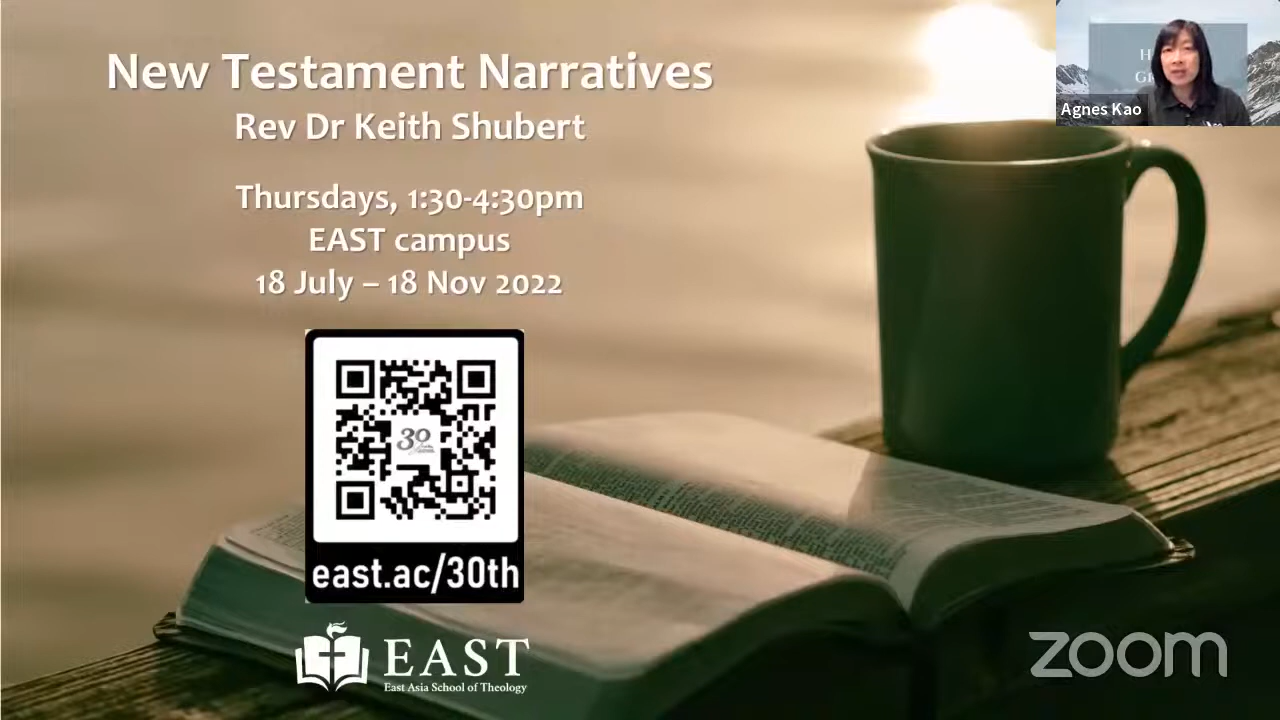 New Testament Narratives
Rev Dr Keith Shubert
Thursdays, 1:30-4:30pm
EAST campus
18 July – 18 Nov 2022
30
east.ac/30th
EAST
East Asia School of Theology
Agnes Kao
zoom